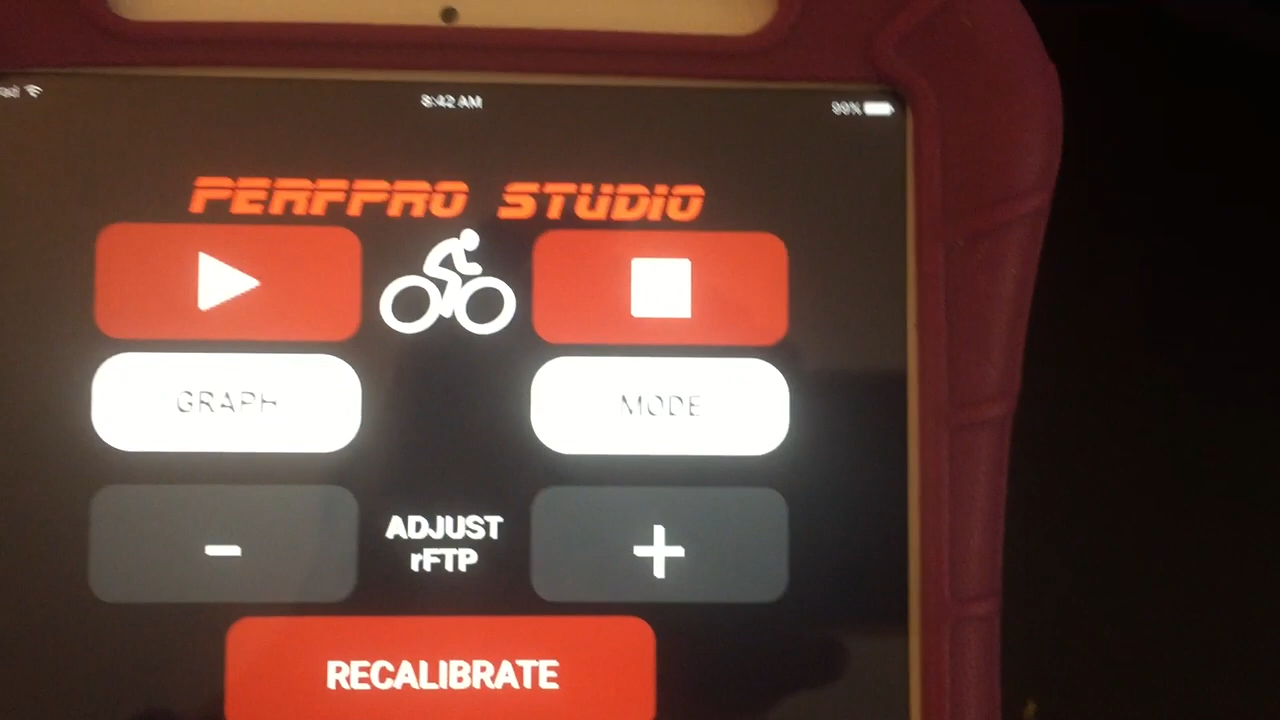 8:42 AM
99%
PERFPRO STUDIO
GRAPH
MODE
-
ADJUST
rFTP
+
RECALIBRATE